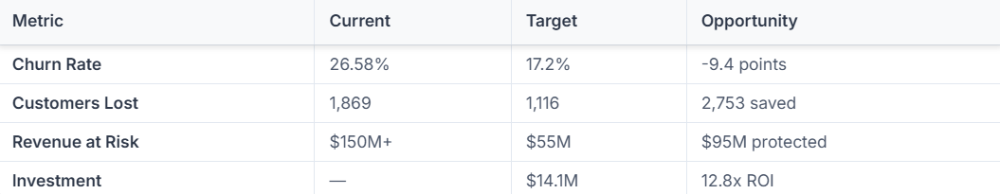 Metric Current Target Opportunity
Churn Rate 26.58% 17.2% -9.4 points
Customers Lost 1,869 1,116 2,753 saved
Revenue at Risk $150M+ $55M $95M protected
Investment — $14.1M 12.8x ROI